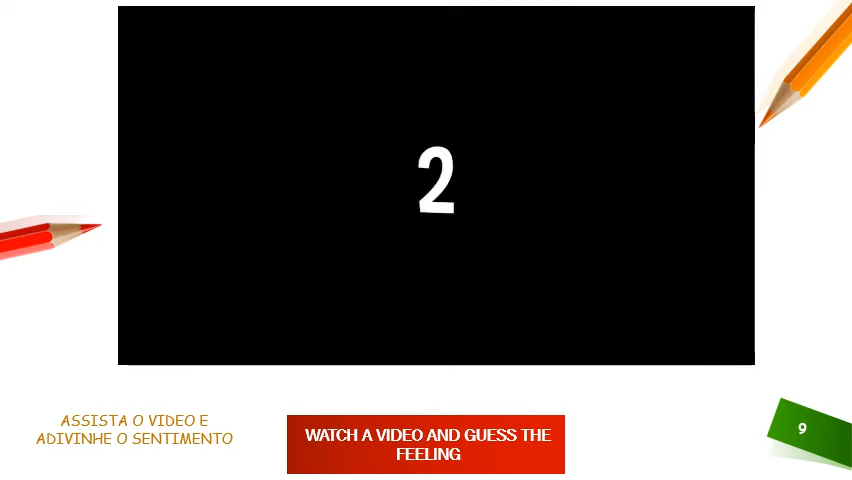 2
ASSISTA O VIDEO E
ADIVINHE O SENTIMENTO
WATCH A VIDEO AND GUESS THE
FEELING
9